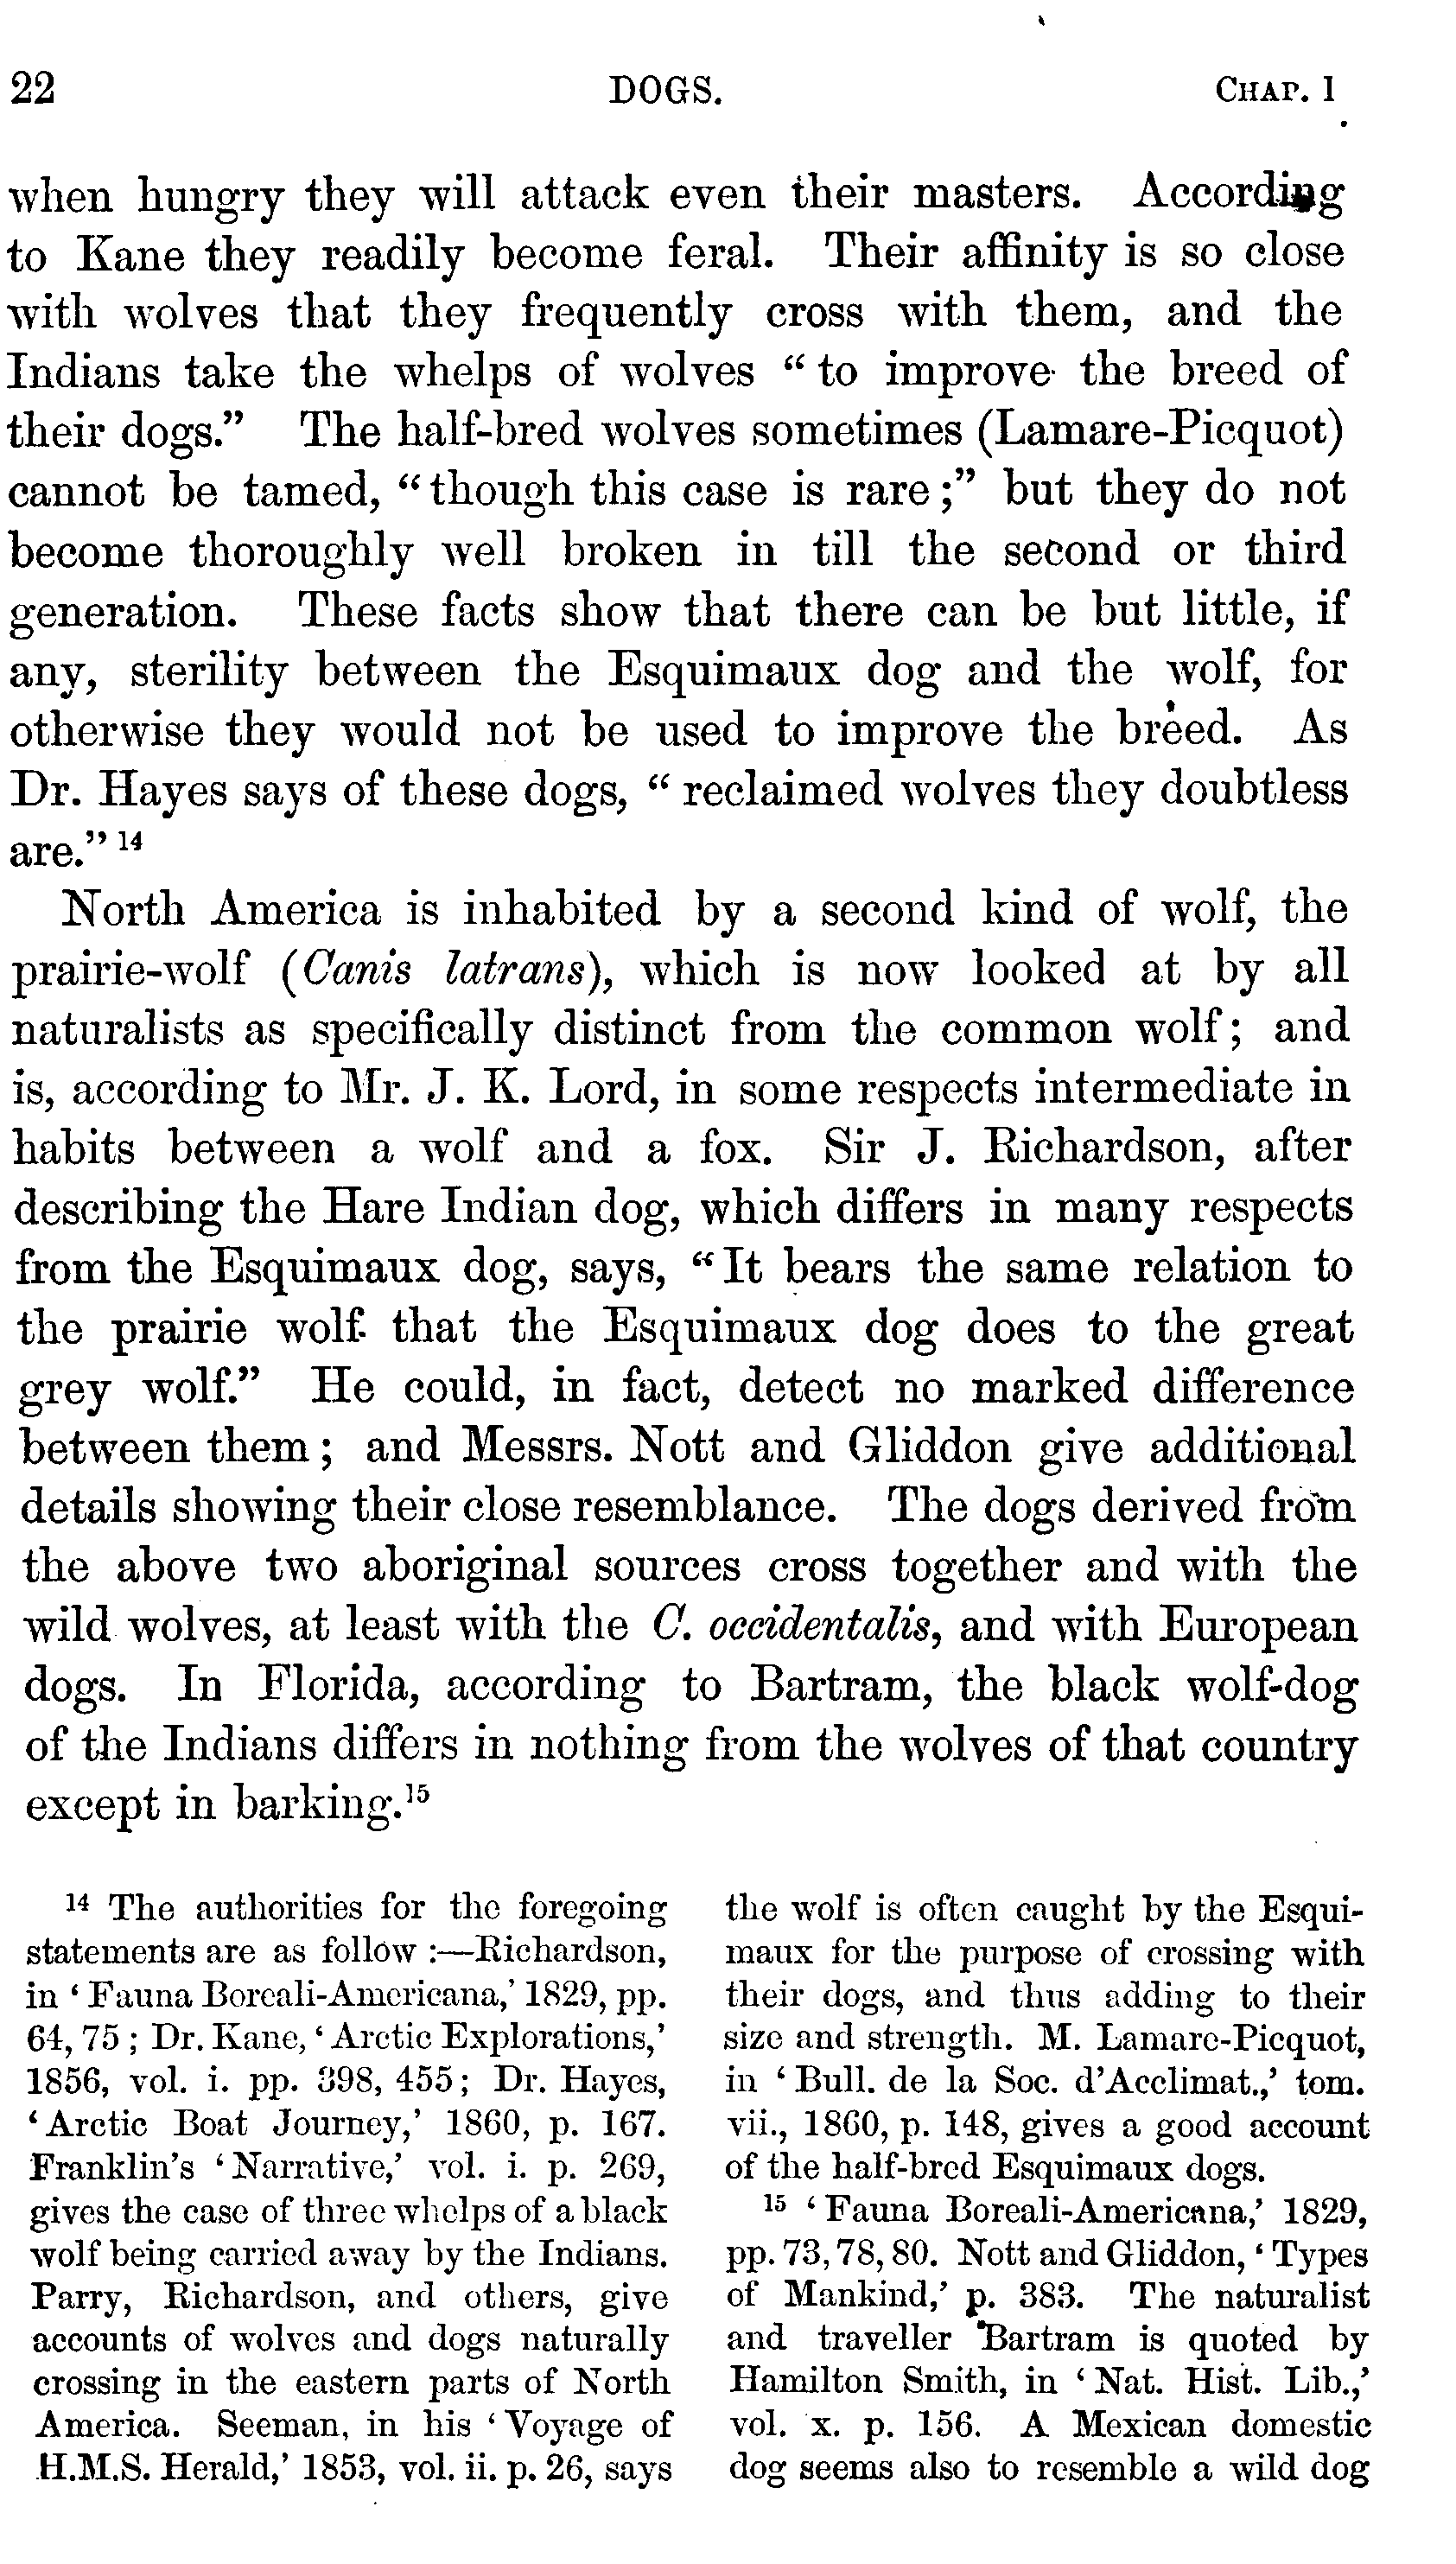 22 DOGS. CHAP. I
when hungry they will attack even their masters. According
to Kane they readily become feral. Their affinity is so close
with wolves that they frequently cross with them, and the
Indians take the whelps of wolves “to improve the breed of
their dogs.” The half-bred wolves sometimes (Lamare-Picquot)
cannot be tamed, “though this case is rare;” but they do not
become thoroughly well broken in till the second or third
generation. These facts show that there can be but little, if
any, sterility between the Esquimaux dog and the wolf, for
otherwise they would not be used to improve the breed. As
Dr. Hayes says of these dogs, “reclaimed wolves they doubtless
are.” 14
North America is inhabited by a second kind of wolf, the
prairie-wolf (Canis latrans), which is now looked at by all
naturalists as specifically distinct from the common wolf; and
is, according to Mr. J. K. Lord, in some respects intermediate in
habits between a wolf and a fox. Sir J. Richardson, after
describing the Hare Indian dog, which differs in many respects
from the Esquimaux dog, says, “It bears the same relation to
the prairie wolf that the Esquimaux dog does to the great
grey wolf.” He could, in fact, detect no marked difference
between them; and Messrs. Nott and Gliddon give additional
details showing their close resemblance. The dogs derived from
the above two aboriginal sources cross together and with the
wild wolves, at least with the C. occidentalis, and with European
dogs. In Florida, according to Bartram, the black wolf-dog
of the Indians differs in nothing from the wolves of that country
except in barking.15
14 The authorities for the foregoing
statements are as follow:—Richardson,
in ‘Fauna Boreali-Americana,’ 1829, pp.
64, 75; Dr. Kane, ‘Arctic Explorations,’
1856, vol. i. pp. 398, 455; Dr. Hayes,
‘Arctic Boat Journey,’ 1860, p. 167.
Franklin’s ‘Narrative,’ vol. i. p. 269,
gives the case of three whelps of a black
wolf being carried away by the Indians.
Parry, Richardson, and others, give
accounts of wolves and dogs naturally
crossing in the eastern parts of North
America. Seeman, in his ‘Voyage of
H.M.S. Herald,’ 1853, vol. ii. p. 26, says
the wolf is often caught by the Esqui-
maux for the purpose of crossing with
their dogs, and thus adding to their
size and strength. M. Lamare-Picquot,
in ‘Bull. de la Soc. d’Acclimat.,’ tom.
vii., 1860, p. 148, gives a good account
of the half-bred Esquimaux dogs.
15 ‘Fauna Boreali-Americana,’ 1829,
pp. 73, 78, 80. Nott and Gliddon, ‘Types
of Mankind,’ p. 383. The naturalist
and traveller Bartram is quoted by
Hamilton Smith, in ‘Nat. Hist. Lib.,’
vol. x. p. 156. A Mexican domestic
dog seems also to resemble a wild dog